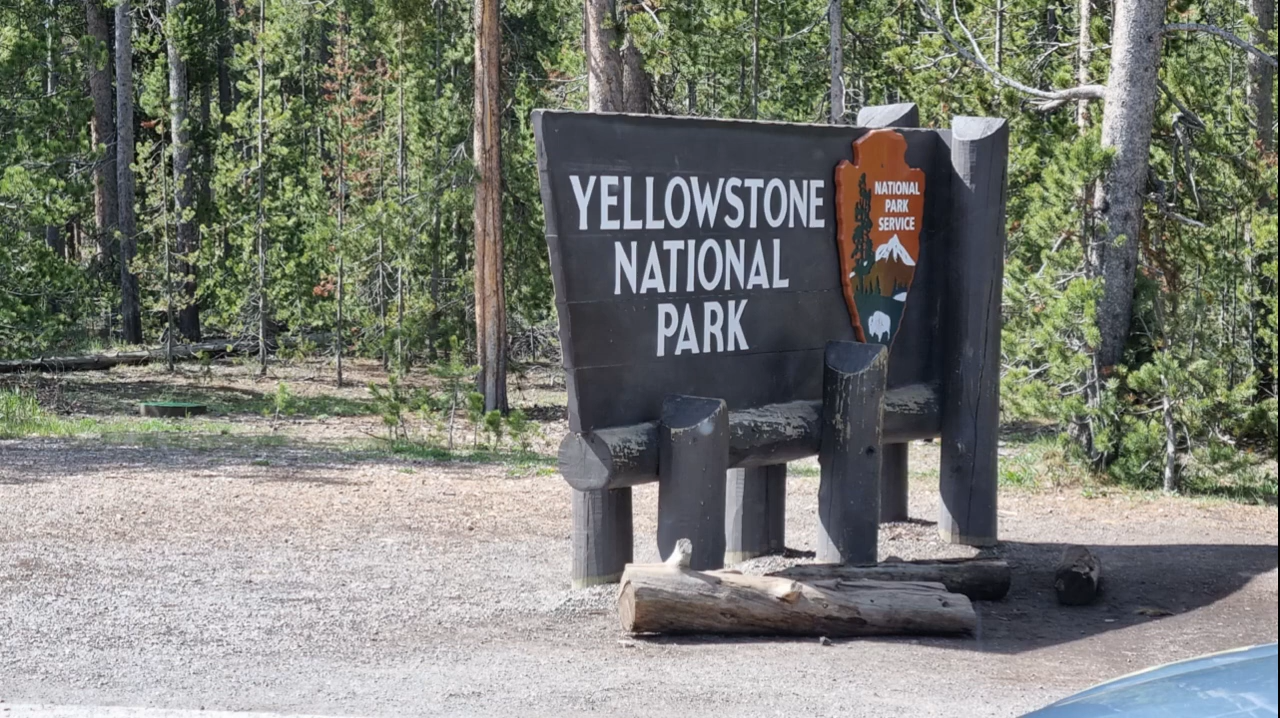 YELLOWSTONE
NATIONAL
PARK
NATIONAL
PARK
SERVICE